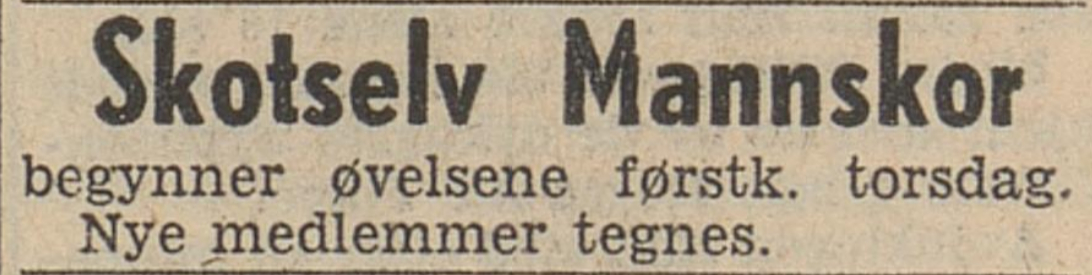 Skotselv Mannskor
begynner øvelsene førstk. torsdag.
Nye medlemmer tegnes.